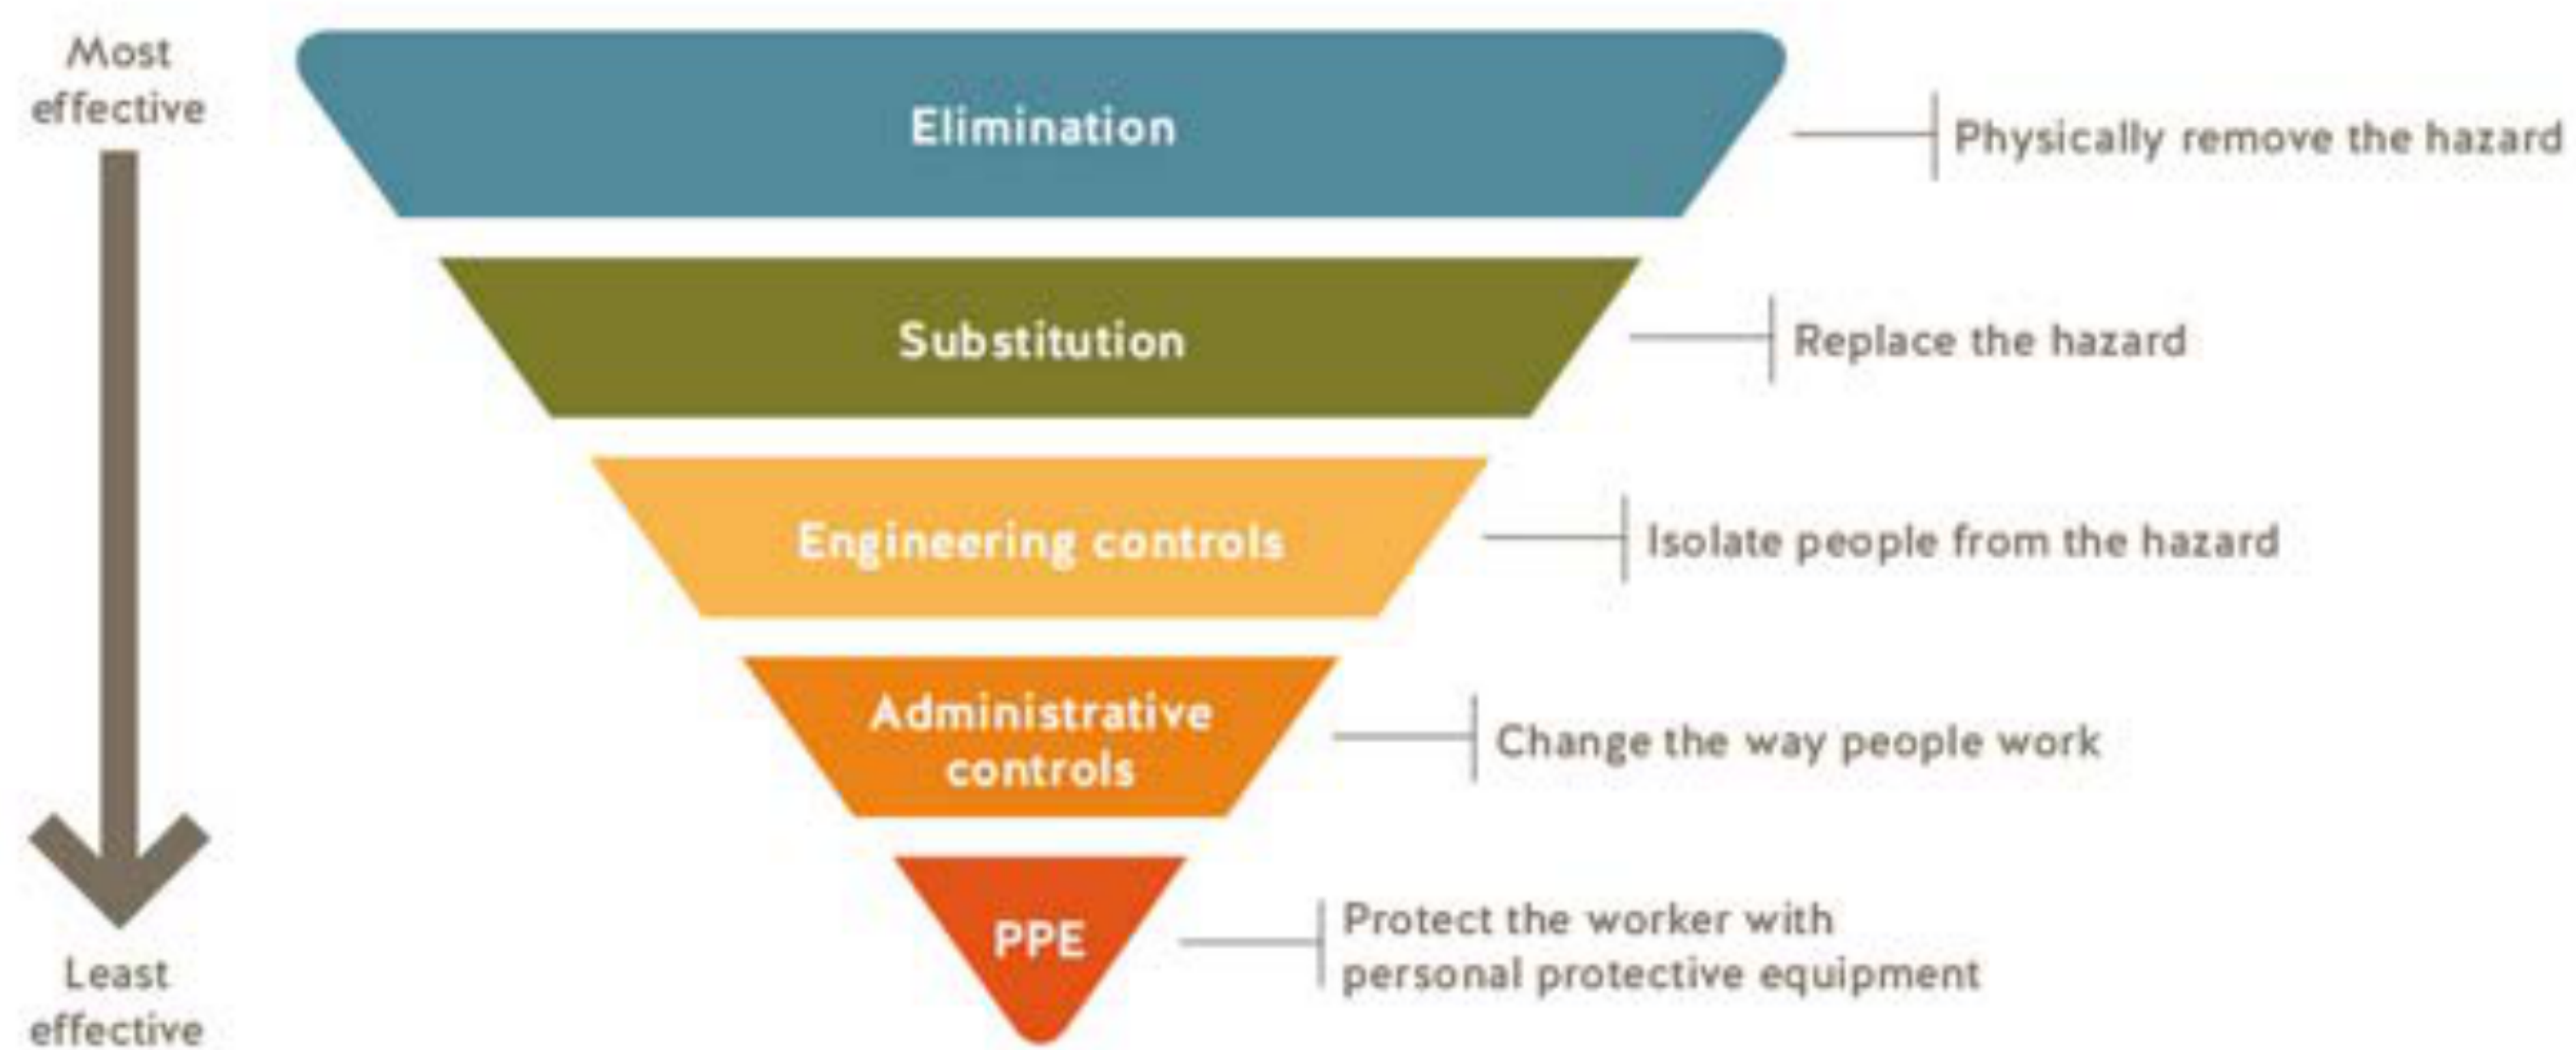 Most
effective
Elimination
Physically remove the hazard
Substitution
Replace the hazard
Engineering controls
Isolate people from the hazard
Administrative
controls
Change the way people work
PPE
Protect the worker with
personal protective equipment
Least
effective